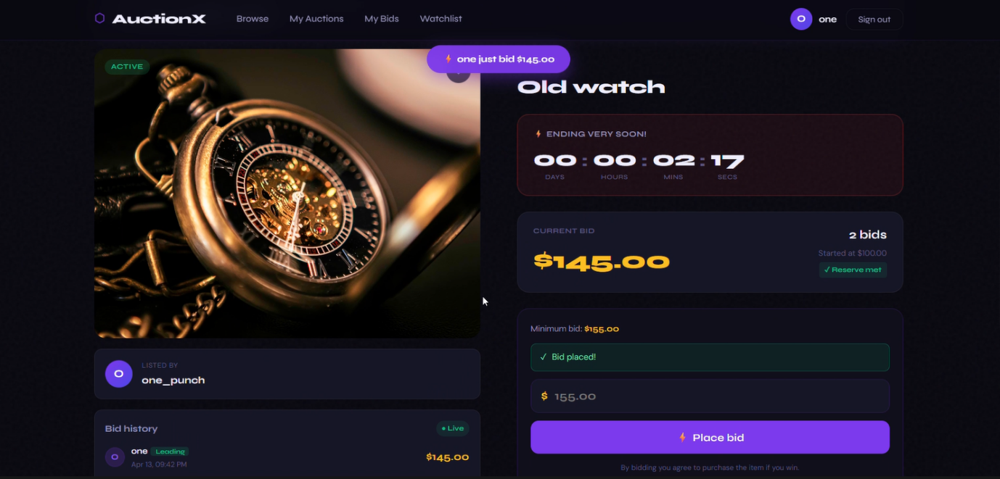 AuctionX
Browse
My Auctions
My Bids
Watchlist
O
one
Sign out
⚡ one just bid $145.00
ACTIVE
Old watch
⚡ ENDING VERY SOON!
00 : 00 : 02 : 17
DAYS HOURS MINS SECS
CURRENT BID
2 bids
$145.00
Started at $100.00
✓ Reserve met
Minimum bid: $155.00
✓ Bid placed!
$ 155.00
⚡ Place bid
By bidding you agree to purchase the item if you win.
O
LISTED BY
one_punch
Bid history
• Live
O
one Leading
Apr 13, 09:42 PM
$145.00